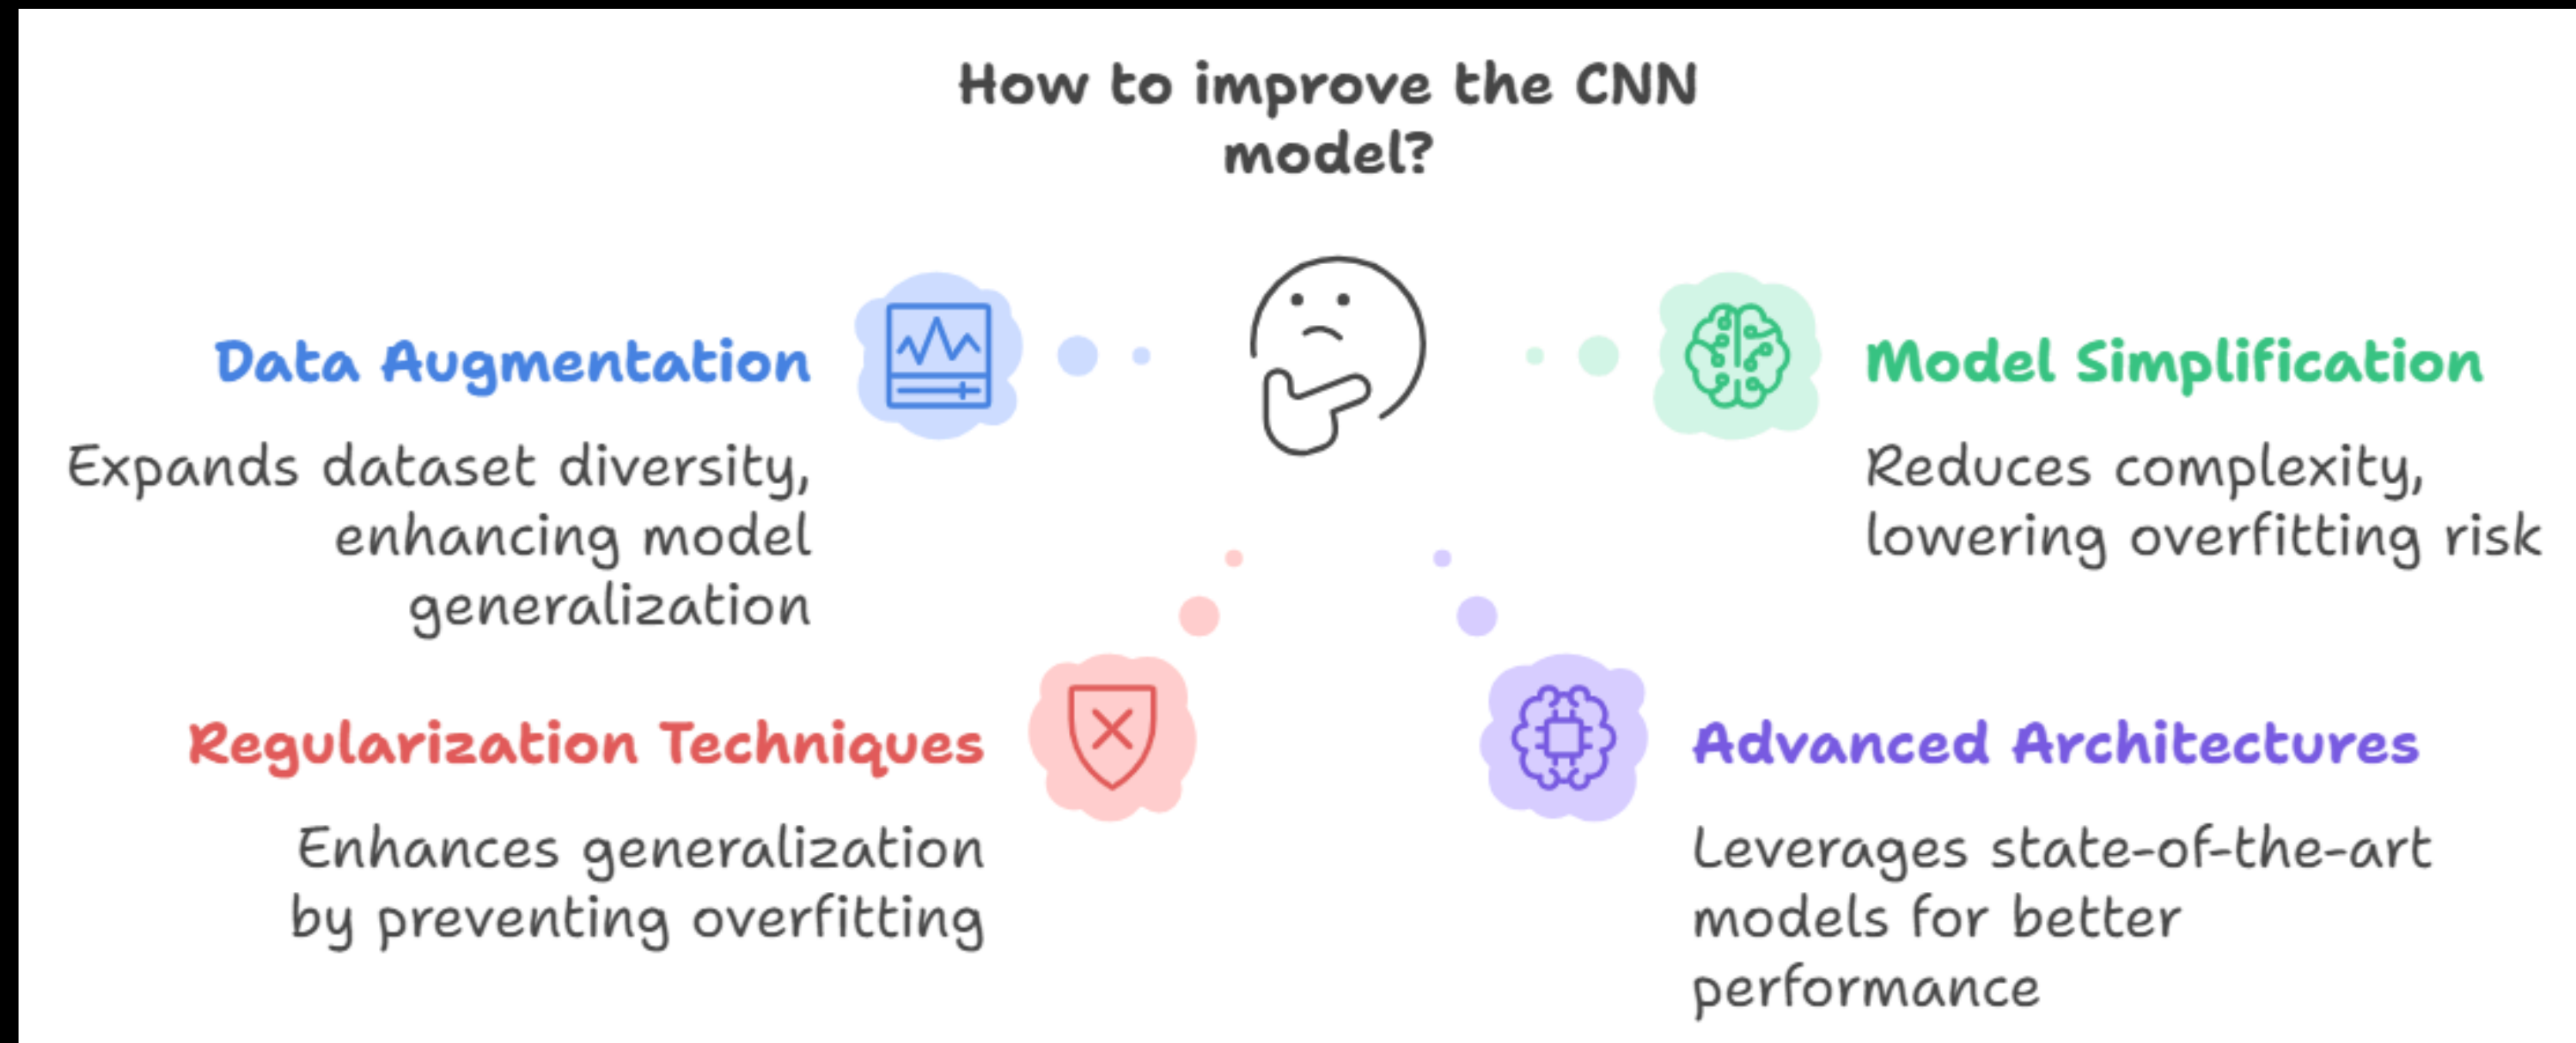 How to improve the CNN
model?
Data Augmentation
Expands dataset diversity,
enhancing model
generalization
Model Simplification
Reduces complexity,
lowering overfitting risk
Regularization Techniques
Enhances generalization
by preventing overfitting
Advanced Architectures
Leverages state-of-the-art
models for better
performance